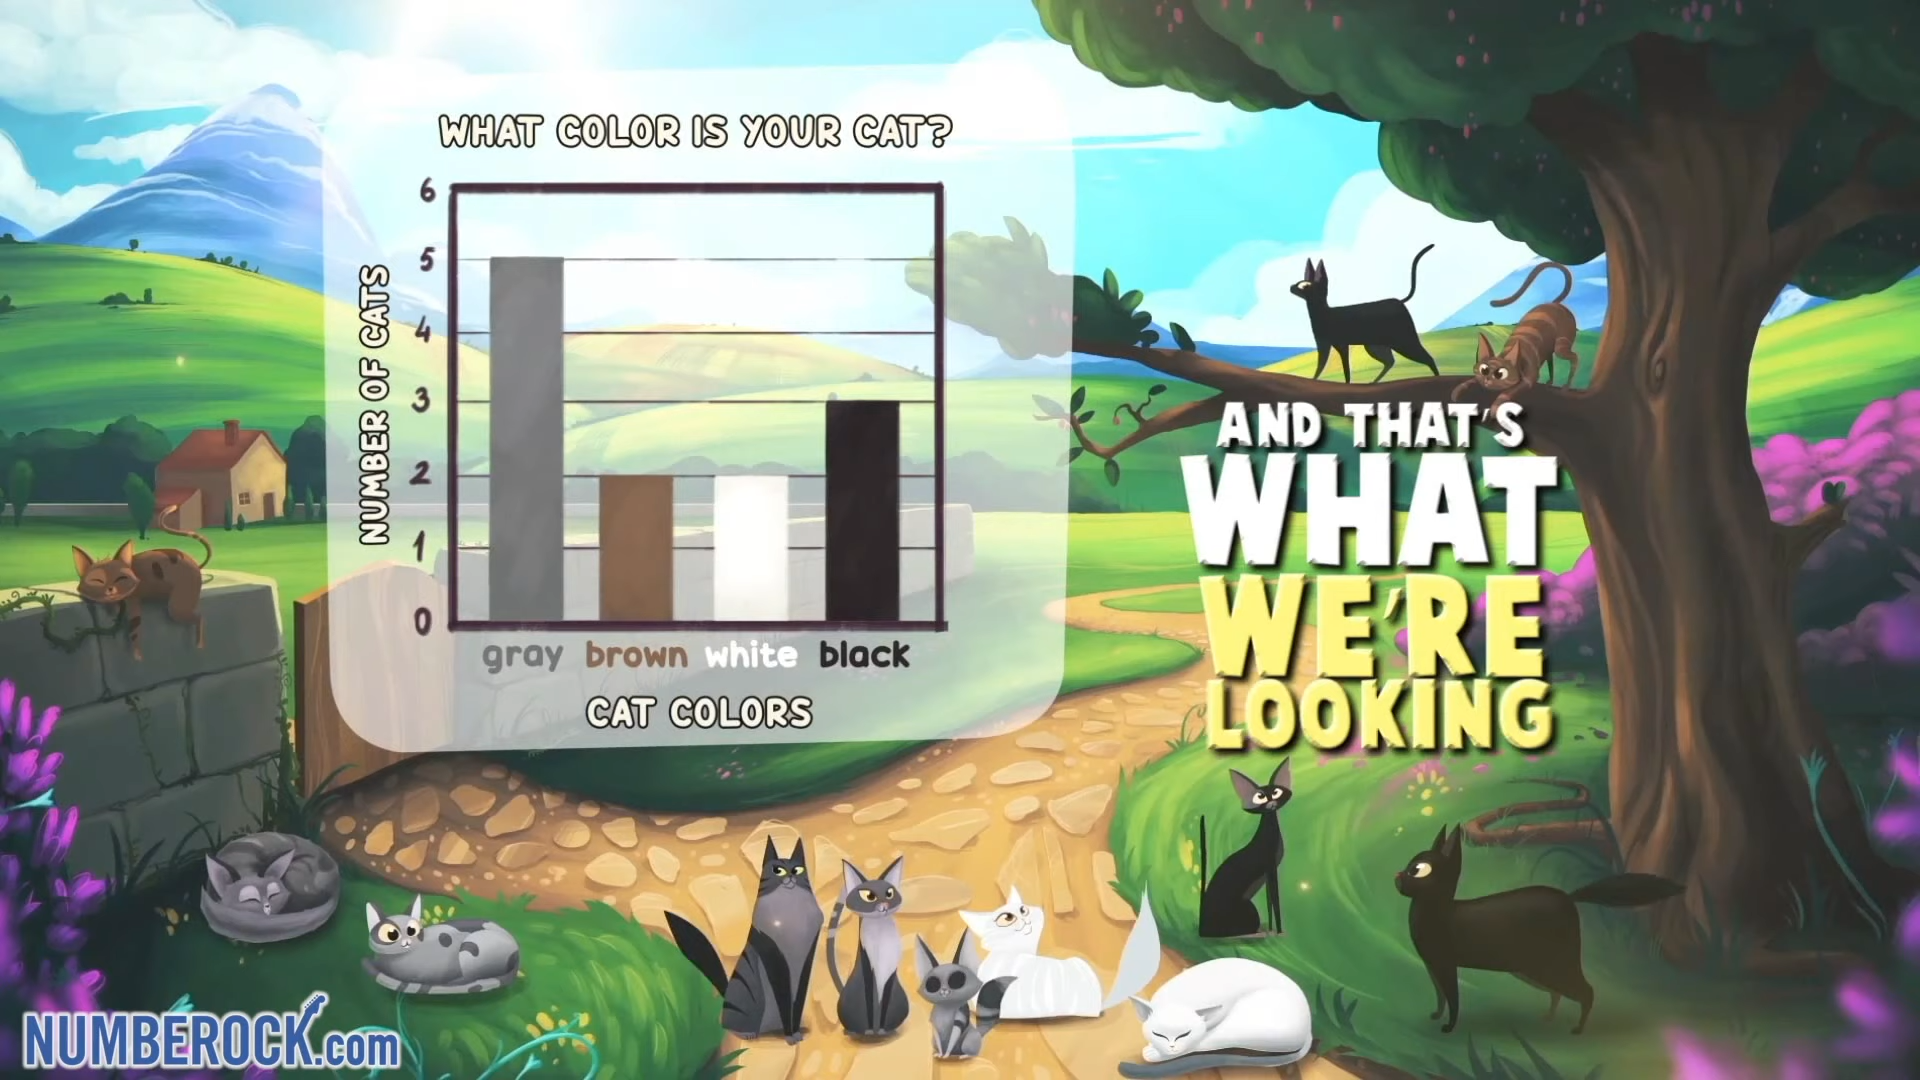 WHAT COLOR IS YOUR CAT?
NUMBER OF CATS
6
5
4
3
2
1
0
gray brown white black
CAT COLORS
AND THAT'S
WHAT
WE'RE
LOOKING
NUMBEROCK.com